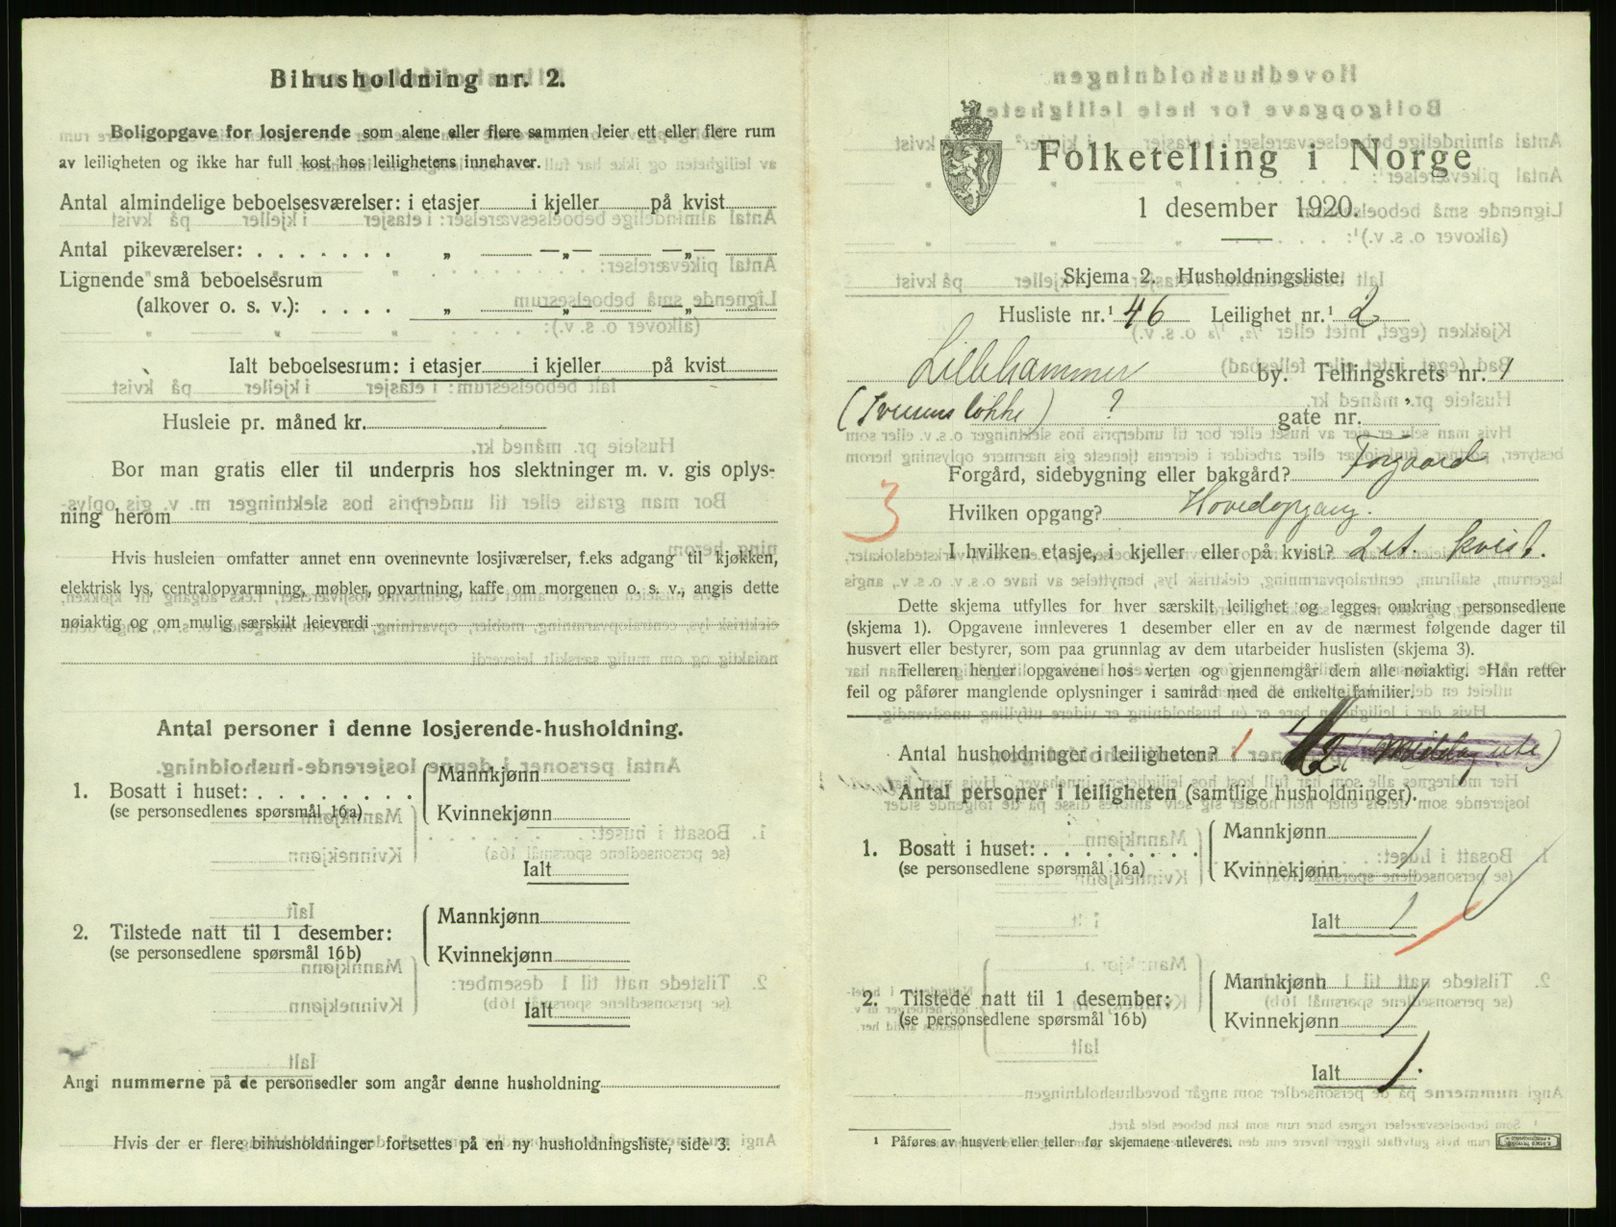 Bihusholdning nr. 2.
Boligopgave for losjerende som alene eller flere sammen leier ett eller flere rum
av leiligheten og ikke har full kost hos leilighetens innehaver.
Antal almindelige beboelsesværelser: i etasjer i kjeller på kvist
Antal pikeværelser: . . . . . . . „ —„— —„—
Lignende små beboelsesrum
(alkover o. s. v.): . . . . „ —„— —„—
Ialt beboelsesrum: i etasjer i kjeller på kvist
Husleie pr. måned kr.
Bor man gratis eller til underpris hos slektninger m. v. gis oplys-
ning herom
Hvis husleien omfatter annet enn ovennevnte losjiværelser, f.eks adgang til kjøkken,
elektrisk lys, centralopvarmning, møbler, opvartning, kaffe om morgenen o. s. v., angis dette
nøiaktig og om mulig særskilt leieverdi
Antal personer i denne losjerende-husholdning.
1. Bosatt i huset: . . . . . . . .
(se personsedlenes spørsmål 16a)
Mannkjønn
Kvinnekjønn
Ialt
2. Tilstede natt til 1 desember:
(se personsedlenes spørsmål 16b)
Mannkjønn
Kvinnekjønn
Ialt
Angi nummerne på de personsedler som angår denne husholdning
Hvis der er flere bihusholdninger fortsettes på en ny husholdningsliste, side 3.
Folketelling i Norge
1 desember 1920.
Skjema 2. Husholdningsliste.
Husliste nr.¹ 46 Leilighet nr.¹ 2
Lillehammer by. Tellingskrets nr. 1
? gate nr. "
Forgård, sidebygning eller bakgård? Forgaard
Hvilken opgang? Hovedopgang.
3
I hvilken etasje, i kjeller eller på kvist? 2 et. kvist.
Dette skjema utfylles for hver særskilt leilighet og legges omkring personsedlene
(skjema 1). Opgavene innleveres 1 desember eller en av de nærmest følgende dager til
husvert eller bestyrer, som paa grunnlag av dem utarbeider huslisten (skjema 3).
Telleren henter opgavene hos verten og gjennemgår dem alle nøiaktig. Han retter
feil og påfører manglende oplysninger i samråd med de enkelte familier.
Antal husholdninger i leiligheten? 1
Antal personer i leiligheten (samtlige husholdninger).
1. Bosatt i huset: . . . . . . . .
(se personsedlene spørsmål 16a)
Mannkjønn
Kvinnekjønn 1
Ialt 1
2. Tilstede natt til 1 desember:
(se personsedlene spørsmål 16b)
Mannkjønn
Kvinnekjønn 1
Ialt 1.
¹ Påføres av husvert eller teller før skjemaene utleveres.